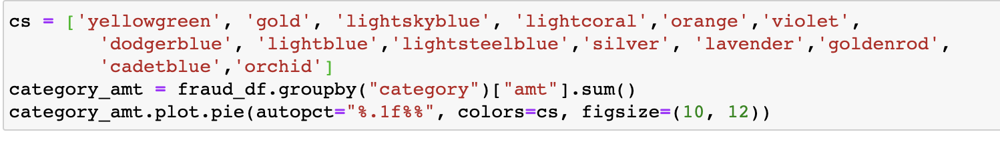 cs = ['yellowgreen', 'gold', 'lightskyblue', 'lightcoral','orange','violet',
        'dodgerblue', 'lightblue','lightsteelblue','silver', 'lavender','goldenrod',
        'cadetblue','orchid']
category_amt = fraud_df.groupby("category")["amt"].sum()
category_amt.plot.pie(autopct="%.1f%%", colors=cs, figsize=(10, 12))